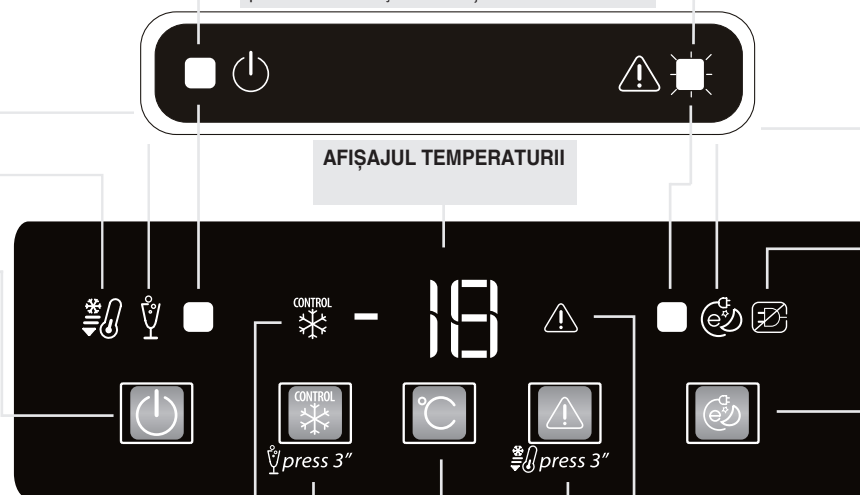 AFIȘAJUL TEMPERATURII
CONTROL
-18
CONTROL
°C
press 3"
press 3"